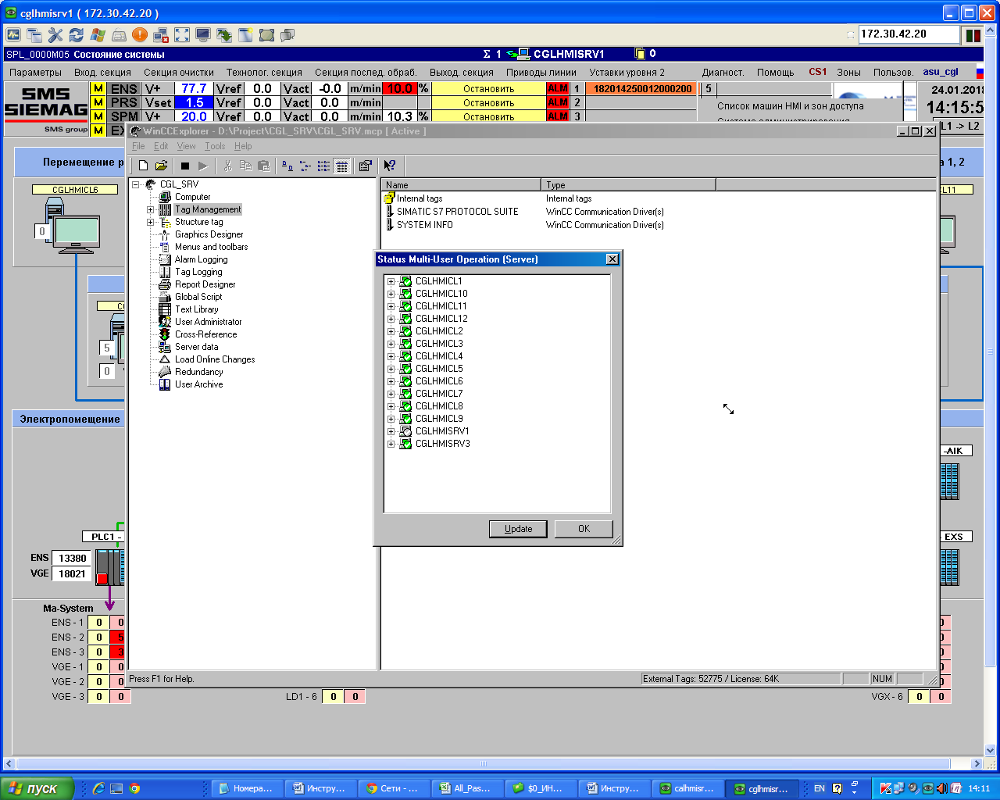 cglhmisrv1 ( 172.30.42.20 )
172.30.42.20
SPL_0000M05 Состояние системы
Σ 1 CGLHMISRV1 0
Параметры Вход. секция Секция очистки Технолог. секция Секция послед. обраб. Выход. секция Приводы линии Уставки уровня 2 Диагност. Помощь CS1 Зоны Пользов. asu_cgl
SMS SIEMAG
SMS group
M ENS V+ 77.7 Vref 0.0 Vact -0.0 m/min 10.0 % Остановить ALM 1 182014250012000200 5
M PRS Vset 1.5 Vref 0.0 Vact 0.0 m/min Остановить ALM 2
M SPM V+ 20.0 Vref 0.0 Vact 0.0 m/min 10.3 % Остановить ALM 3
M
24.01.2018
14:15:5
L1 -> L2
Список машин HMI и зон доступа
WinCCExplorer - D:\Project\CGL_SRV\CGL_SRV.mcp [ Active ]
File Edit View Tools Help
CGL_SRV
Computer
Tag Management
Structure tag
Graphics Designer
Menus and toolbars
Alarm Logging
Tag Logging
Report Designer
Global Script
Text Library
User Administrator
Cross-Reference
Server data
Load Online Changes
Redundancy
User Archive
Name Type
Internal tags Internal tags
SIMATIC S7 PROTOCOL SUITE WinCC Communication Driver(s)
SYSTEM INFO WinCC Communication Driver(s)
Status Multi-User Operation (Server)
CGLHMICL1
CGLHMICL10
CGLHMICL11
CGLHMICL12
CGLHMICL2
CGLHMICL3
CGLHMICL4
CGLHMICL5
CGLHMICL6
CGLHMICL7
CGLHMICL8
CGLHMICL9
CGLHMISRV1
CGLHMISRV3
Update OK
Press F1 for Help.
External Tags: 52775 / License: 64K NUM
Перемещение р
а 1, 2
CGLHMICL6
L11
0
5
0
Электропомещение
-AIK
PLC1 -
- EXS
ENS 13380
VGE 18021
Ma-System
ENS - 1 0 0
ENS - 2 0 5
ENS - 3 0 3
VGE - 1 0 0
VGE - 2 0 0
VGE - 3 0 0
LD1 - 6 0 0
VGX - 6 0 0
пуск
Номера...
Инстру...
Сети - ...
All_Pas...
$0_ИН...
Инстру...
calhmisr...
cglhmisr...
EN
14:11